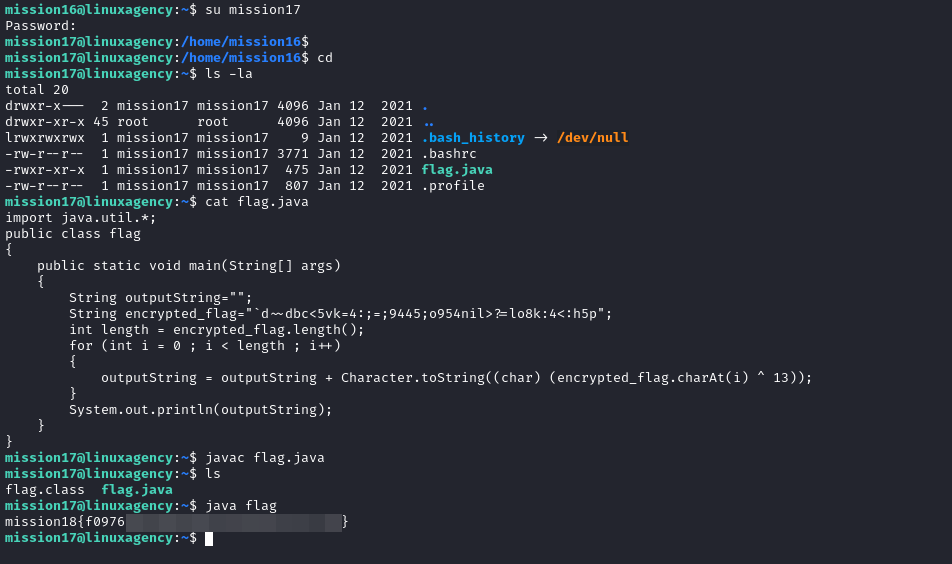 mission16@linuxagency:~$ su mission17
Password:
mission17@linuxagency:/home/mission16$
mission17@linuxagency:/home/mission16$ cd
mission17@linuxagency:~$ ls -la
total 20
drwxr-x---  2 mission17 mission17 4096 Jan 12  2021 .
drwxr-xr-x 45 root      root      4096 Jan 12  2021 ..
lrwxrwxrwx  1 mission17 mission17    9 Jan 12  2021 .bash_history -> /dev/null
-rw-r--r--  1 mission17 mission17 3771 Jan 12  2021 .bashrc
-rwxr-xr-x  1 mission17 mission17  475 Jan 12  2021 flag.java
-rw-r--r--  1 mission17 mission17  807 Jan 12  2021 .profile
mission17@linuxagency:~$ cat flag.java
import java.util.*;
public class flag
{
    public static void main(String[] args)
    {
        String outputString="";
        String encrypted_flag="`d~~dbc<5vk=4:;=;9445;o954nil>?=lo8k:4<:h5p";
        int length = encrypted_flag.length();
        for (int i = 0 ; i < length ; i++)
        {
            outputString = outputString + Character.toString((char) (encrypted_flag.charAt(i) ^ 13));
        }
        System.out.println(outputString);
    }
}
mission17@linuxagency:~$ javac flag.java
mission17@linuxagency:~$ ls
flag.class  flag.java
mission17@linuxagency:~$ java flag
mission18{f0976 }
mission17@linuxagency:~$